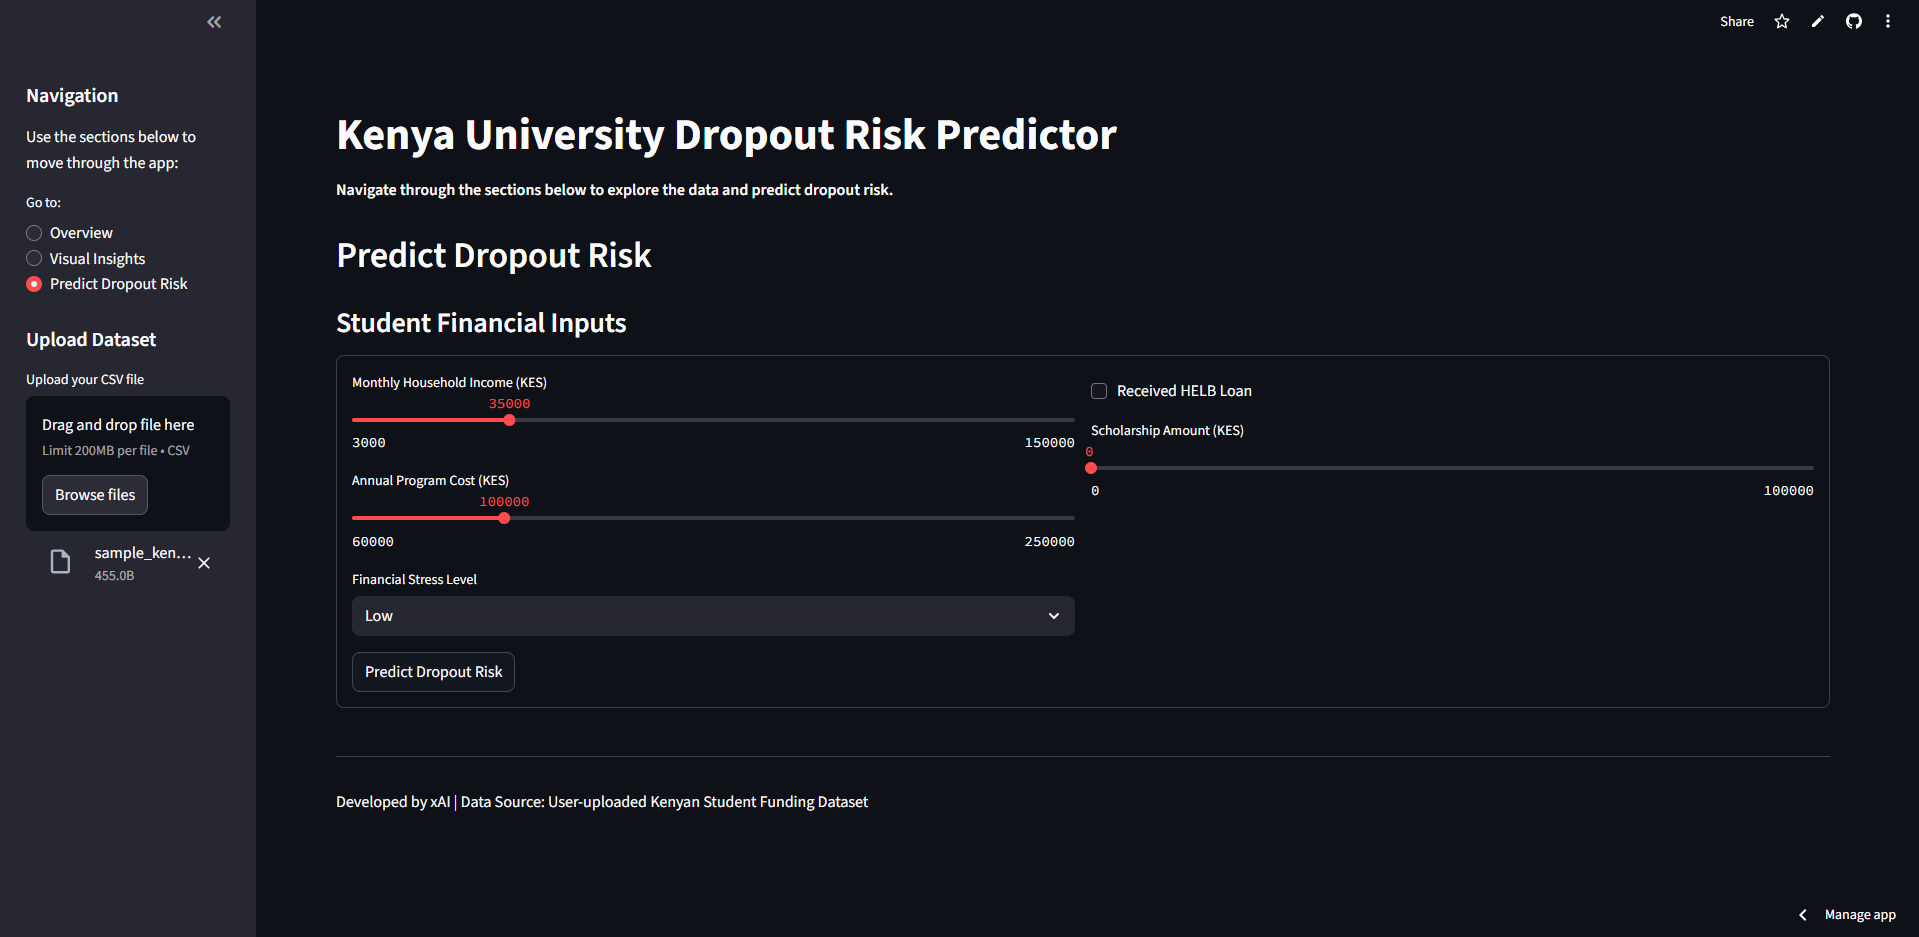 Share
Navigation
Use the sections below to
move through the app:
Go to:
Overview
Visual Insights
Predict Dropout Risk
Upload Dataset
Upload your CSV file
Drag and drop file here
Limit 200MB per file • CSV
Browse files
sample_ken...
455.0B
Kenya University Dropout Risk Predictor
Navigate through the sections below to explore the data and predict dropout risk.
Predict Dropout Risk
Student Financial Inputs
Monthly Household Income (KES)
35000
3000 150000
Annual Program Cost (KES)
100000
60000 250000
Financial Stress Level
Low
Predict Dropout Risk
Received HELB Loan
Scholarship Amount (KES)
0
0 100000
Developed by xAI | Data Source: User-uploaded Kenyan Student Funding Dataset
Manage app